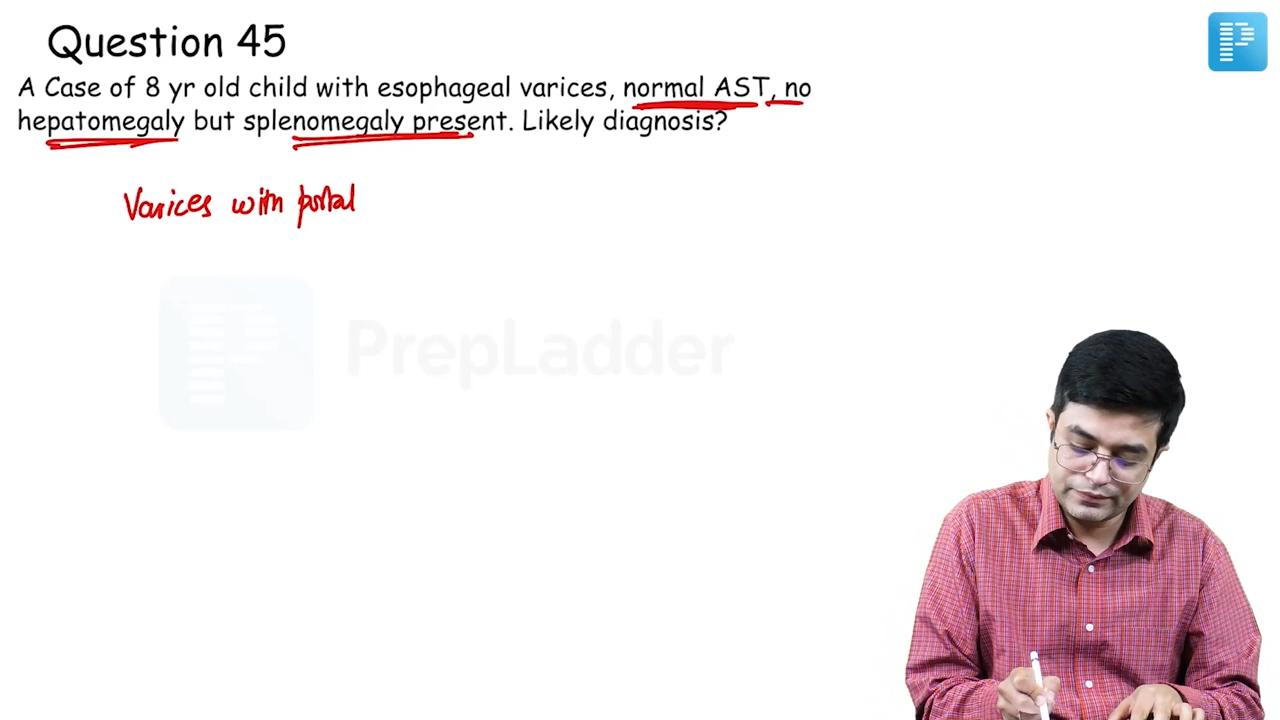 Question 45
A Case of 8 yr old child with esophageal varices, normal AST, no
hepatomegaly but splenomegaly present. Likely diagnosis?
Varices with portal
PrepLadder